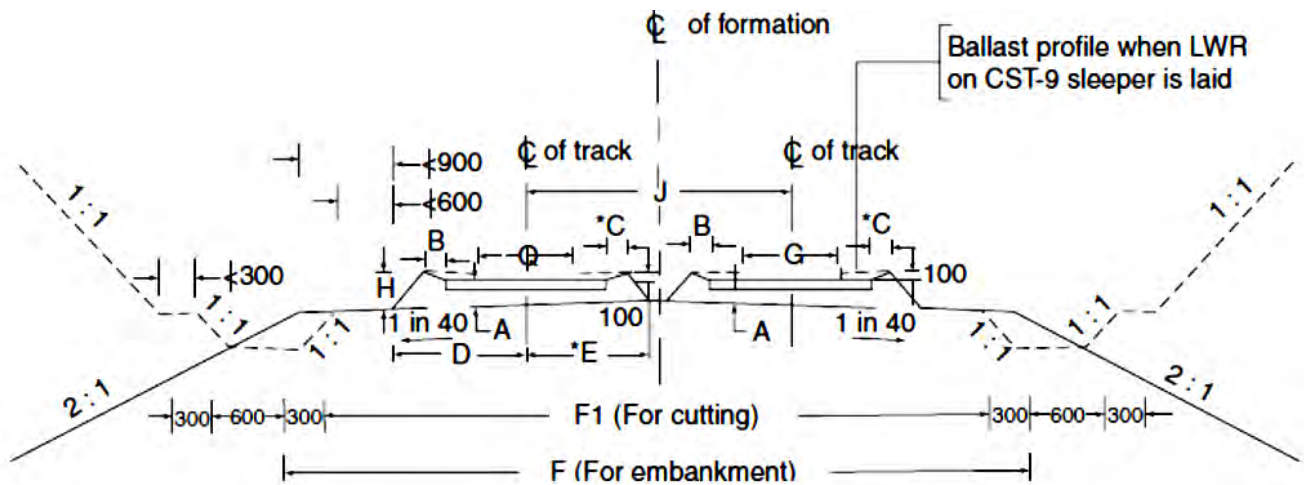 ℄ of formation
Ballast profile when LWR
on CST-9 sleeper is laid
<900
℄ of track
℄ of track
<600
J
1:1
1:1
*C
B
*C
B
Q
G
<300
H
100
1:1
1:1
1:1
1:1
1 in 40
A
100
A
1 in 40
D
*E
2:1
2:1
300
600
300
F1 (For cutting)
300
600
300
F (For embankment)